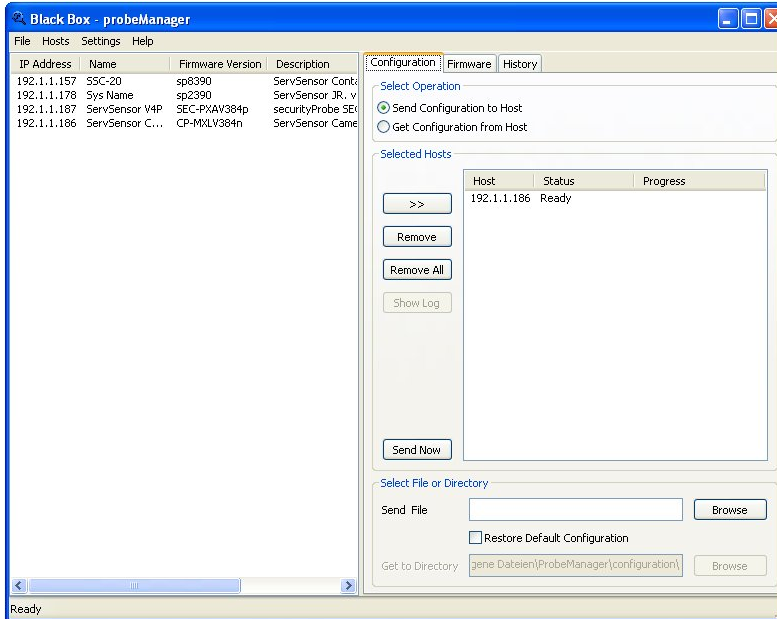 Black Box - probeManager
File Hosts Settings Help
IP Address Name Firmware Version Description
192.1.1.157 SSC-20 sp8390 ServSensor Conta
192.1.1.178 Sys Name sp2390 ServSensor JR. v
192.1.1.187 ServSensor V4P SEC-PXAV384p securityProbe SE
192.1.1.186 ServSensor C... CP-MXLV384n ServSensor Came
Configuration Firmware History
Select Operation
Send Configuration to Host
Get Configuration from Host
Selected Hosts
Host Status Progress
192.1.1.186 Ready
>>
Remove
Remove All
Show Log
Send Now
Select File or Directory
Send File Browse
Restore Default Configuration
Get to Directory gene Dateien\ProbeManager\configuration\ Browse
Ready